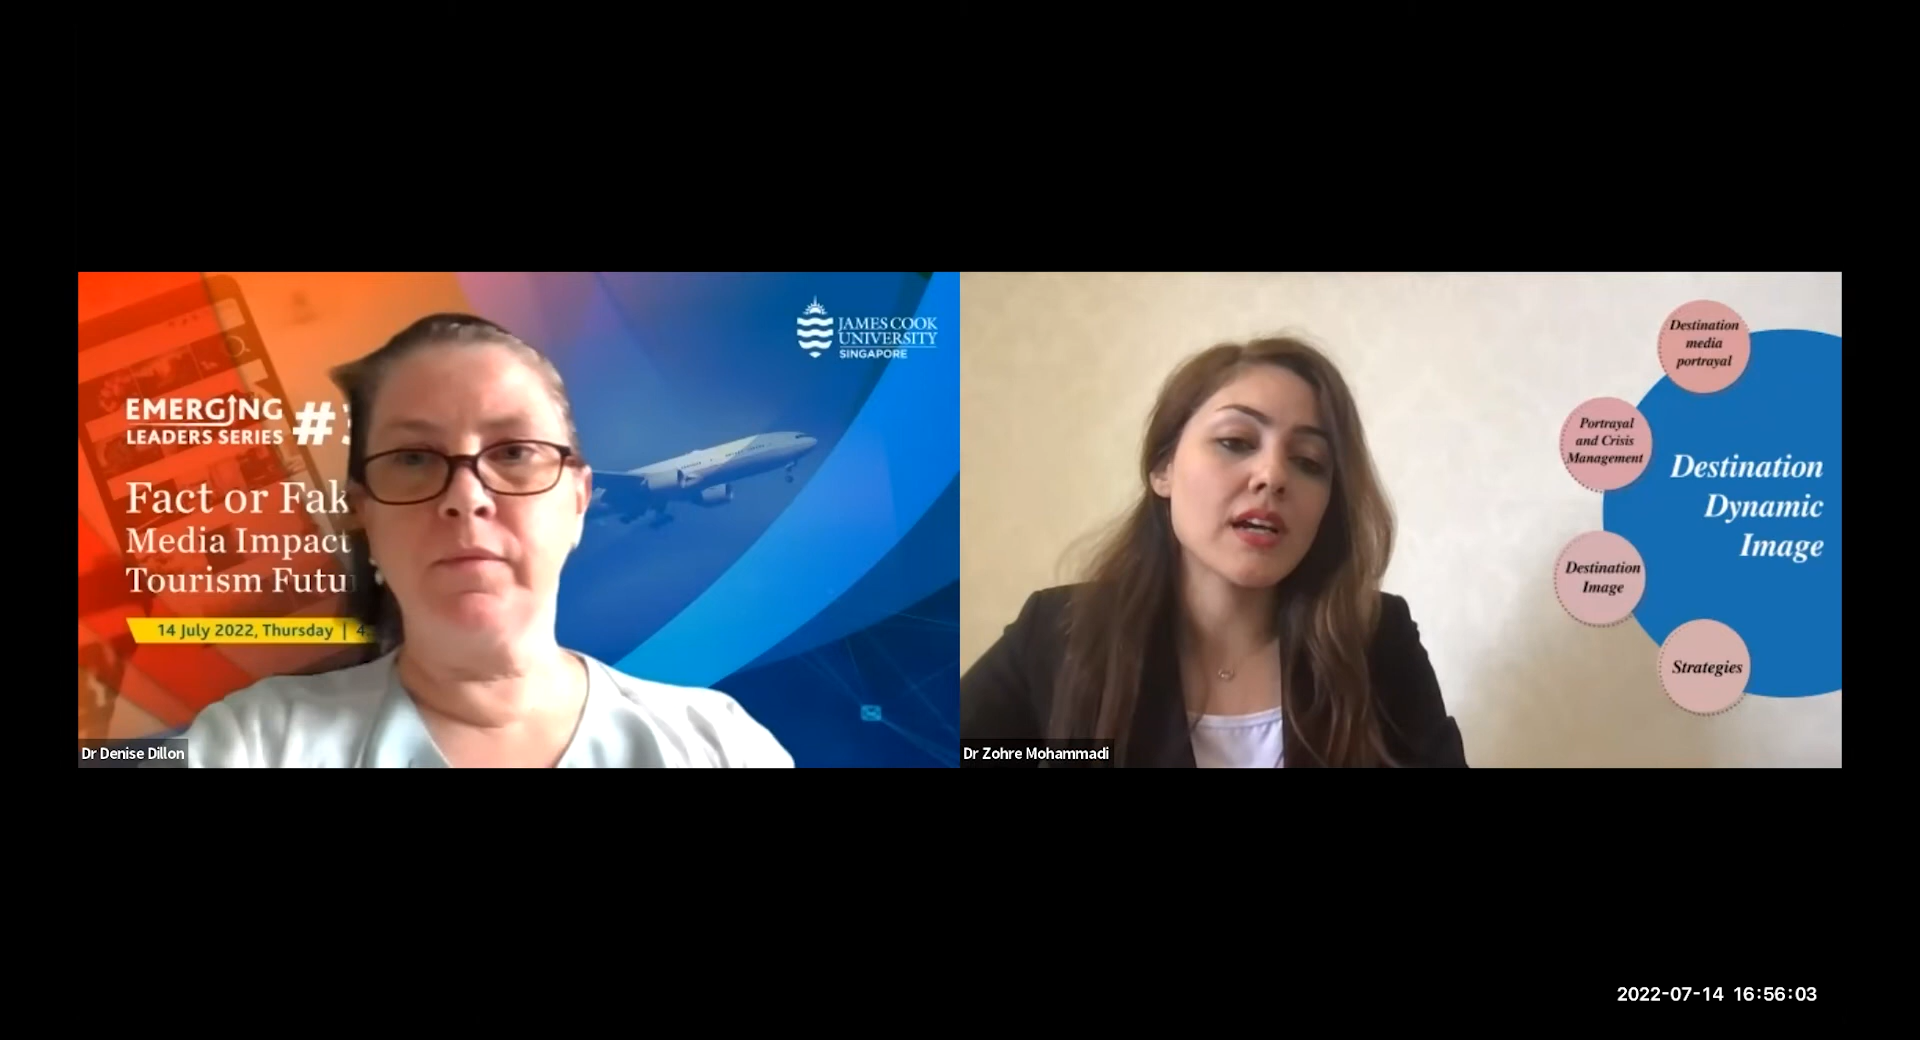 EMERGING
LEADERS SERIES
#
Fact or Fak
Media Impact
Tourism Futu
14 July 2022, Thursday | 4
JAMES COOK
UNIVERSITY
SINGAPORE
Dr Denise Dillon
Destination
media
portrayal
Portrayal
and Crisis
Management
Destination
Dynamic
Image
Destination
Image
Strategies
Dr Zohre Mohammadi
2022-07-14 16:56:03